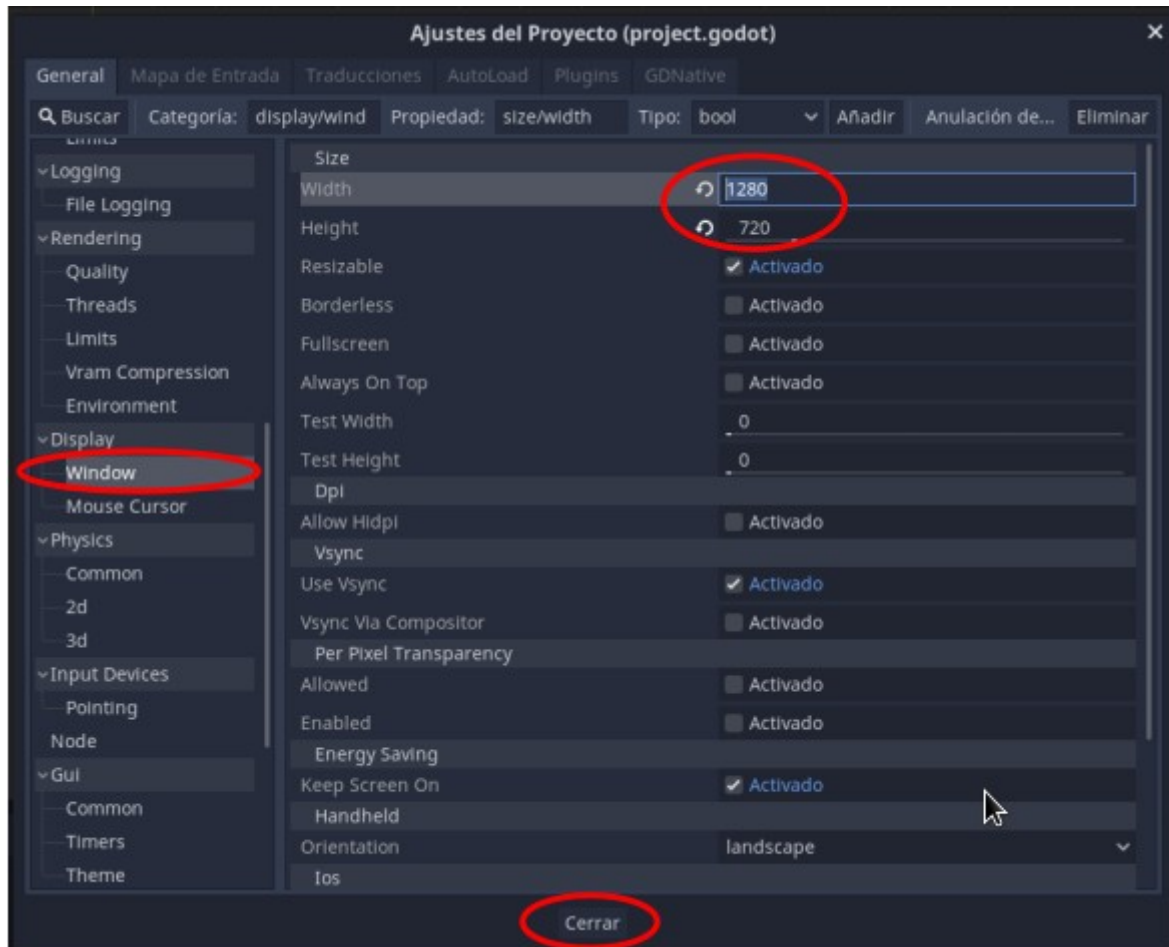 Ajustes del Proyecto (project.godot)
General Mapa de Entrada Traducciones AutoLoad Plugins GDNative
Buscar Categoría: display/wind Propiedad: size/width Tipo: bool Añadir Anulación de... Eliminar
Limits
Logging
File Logging
Rendering
Quality
Threads
Limits
Vram Compression
Environment
Display
Window
Mouse Cursor
Physics
Common
2d
3d
Input Devices
Pointing
Node
Gui
Common
Timers
Theme
Size
Width 1280
Height 720
Resizable Activado
Borderless Activado
Fullscreen Activado
Always On Top Activado
Test Width 0
Test Height 0
Dpi
Allow Hidpi Activado
Vsync
Use Vsync Activado
Vsync Via Compositor Activado
Per Pixel Transparency
Allowed Activado
Enabled Activado
Energy Saving
Keep Screen On Activado
Handheld
Orientation landscape
Ios
Cerrar